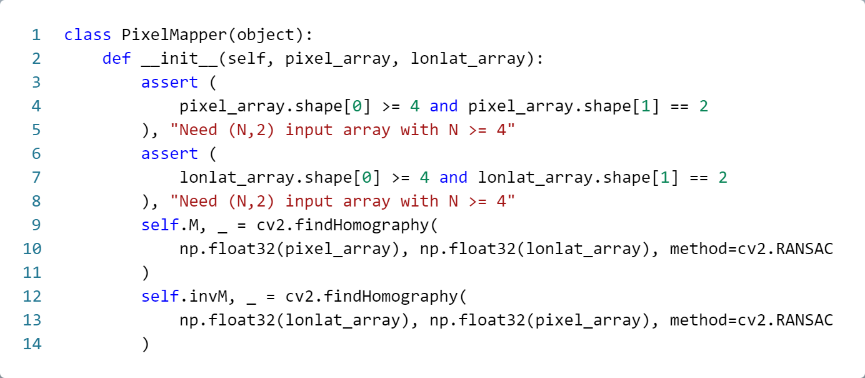 1 class PixelMapper(object):
2     def __init__(self, pixel_array, lonlat_array):
3         assert (
4             pixel_array.shape[0] >= 4 and pixel_array.shape[1] == 2
5         ), "Need (N,2) input array with N >= 4"
6         assert (
7             lonlat_array.shape[0] >= 4 and lonlat_array.shape[1] == 2
8         ), "Need (N,2) input array with N >= 4"
9         self.M, _ = cv2.findHomography(
10             np.float32(pixel_array), np.float32(lonlat_array), method=cv2.RANSAC
11         )
12         self.invM, _ = cv2.findHomography(
13             np.float32(lonlat_array), np.float32(pixel_array), method=cv2.RANSAC
14         )